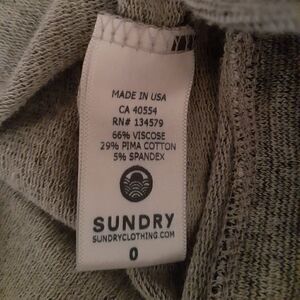 MADE IN USA
CA 40554
RN# 134579
66% VISCOSE
29% PIMA COTTON
5% SPANDEX
SUNDRY
SUNDRYCLOTHING.COM
0